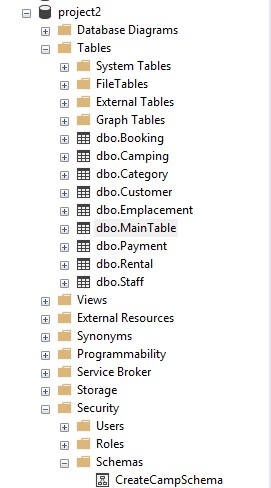 project2
Database Diagrams
Tables
System Tables
FileTables
External Tables
Graph Tables
dbo.Booking
dbo.Camping
dbo.Category
dbo.Customer
dbo.Emplacement
dbo.MainTable
dbo.Payment
dbo.Rental
dbo.Staff
Views
External Resources
Synonyms
Programmability
Service Broker
Storage
Security
Users
Roles
Schemas
CreateCampSchema